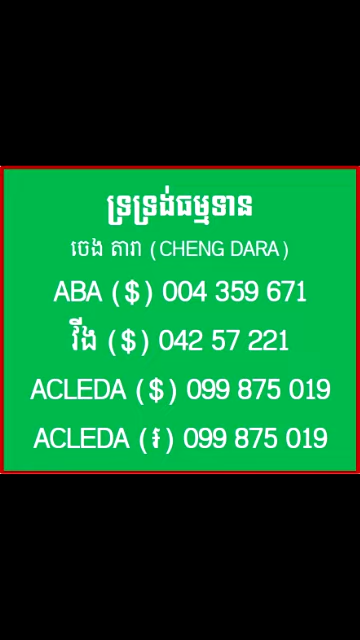 ទ្រទ្រង់ធម្មទាន
ចេង តារា (CHENG DARA)
ABA ($) 004 359 671
វីង ($) 042 57 221
ACLEDA ($) 099 875 019
ACLEDA (៛) 099 875 019